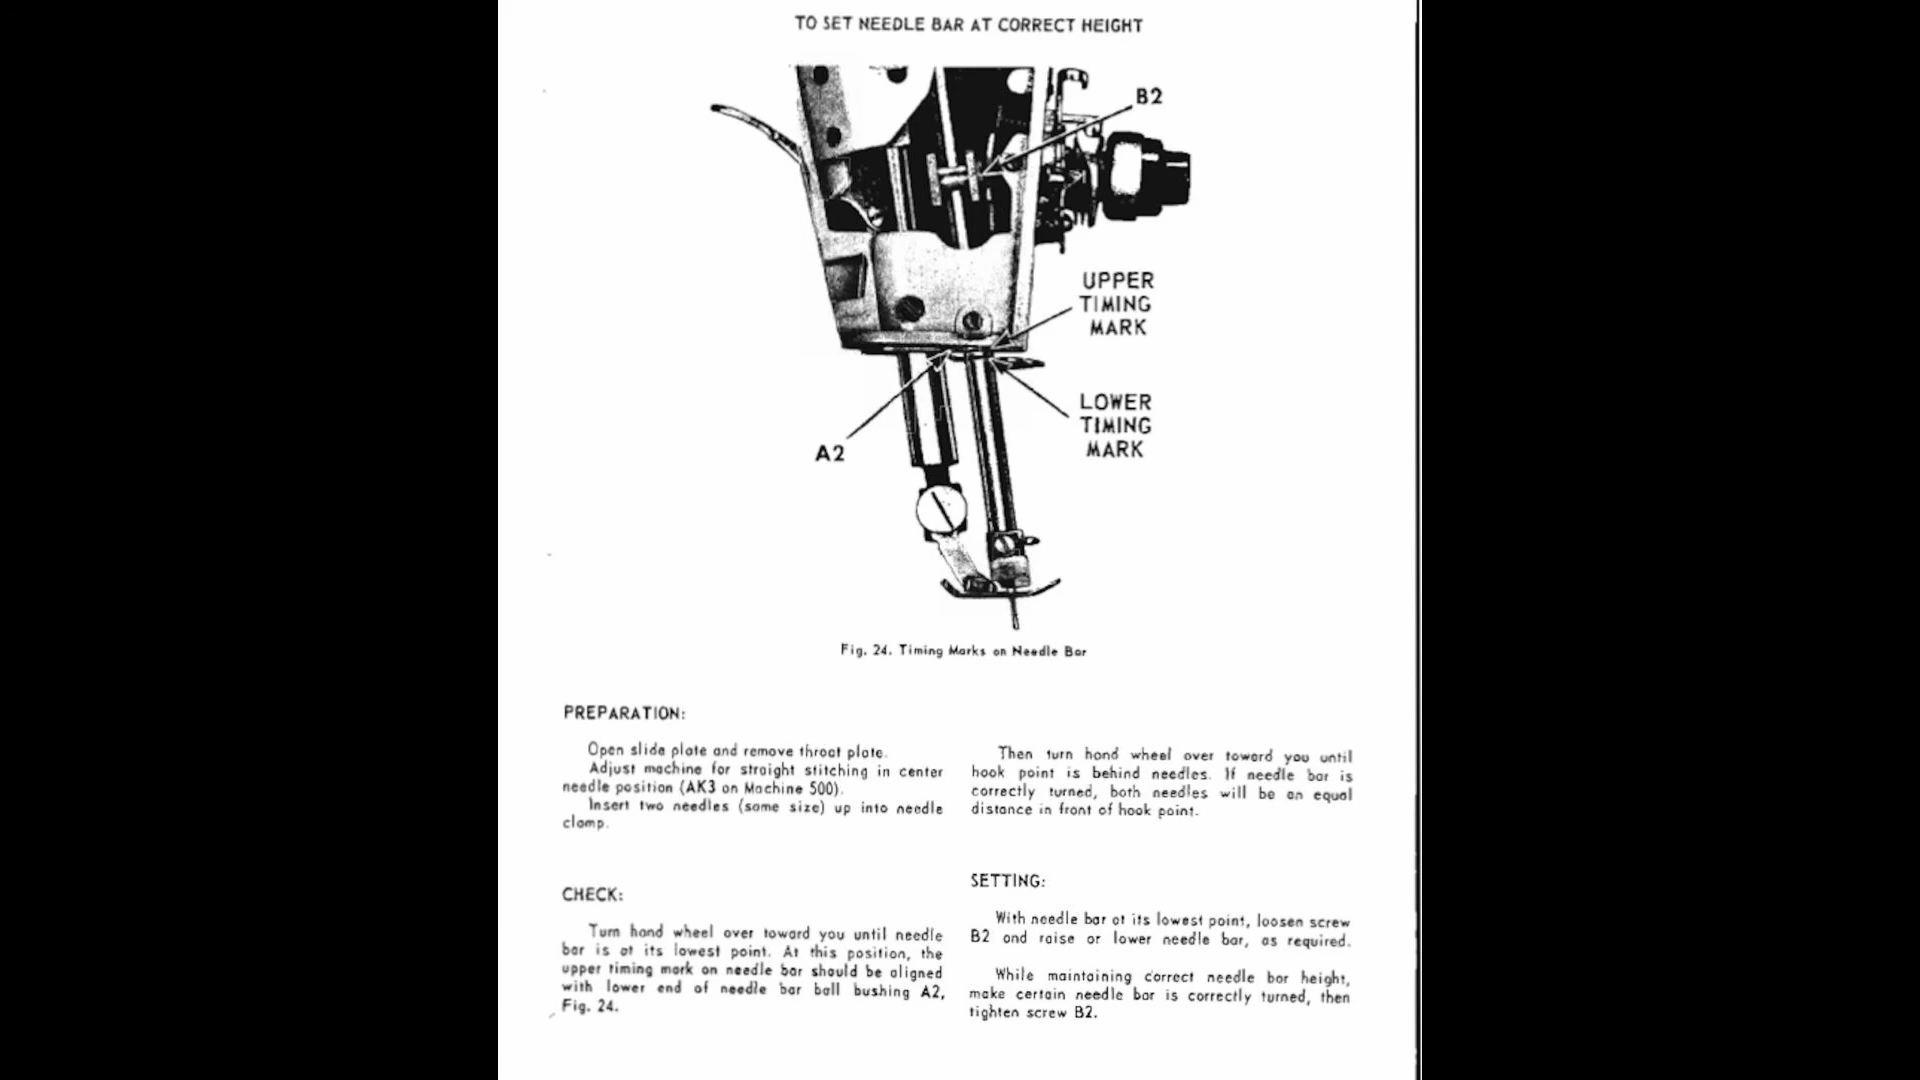 TO SET NEEDLE BAR AT CORRECT HEIGHT
B2
UPPER
TIMING
MARK
LOWER
TIMING
MARK
A2
Fig. 24. Timing Marks on Needle Bar
PREPARATION:
Open slide plate and remove throat plate.
Adjust machine for straight stitching in center
needle position (AK3 on Machine 500).
Insert two needles (same size) up into needle
clamp.
CHECK:
Turn hand wheel over toward you until needle
bar is at its lowest point. At this position, the
upper timing mark on needle bar should be aligned
with lower end of needle bar ball bushing A2,
Fig. 24.
Then turn hand wheel over toward you until
hook point is behind needles. If needle bar is
correctly turned, both needles will be an equal
distance in front of hook point.
SETTING:
With needle bar at its lowest point, loosen screw
B2 and raise or lower needle bar, as required.
While maintaining correct needle bar height,
make certain needle bar is correctly turned, then
tighten screw B2.